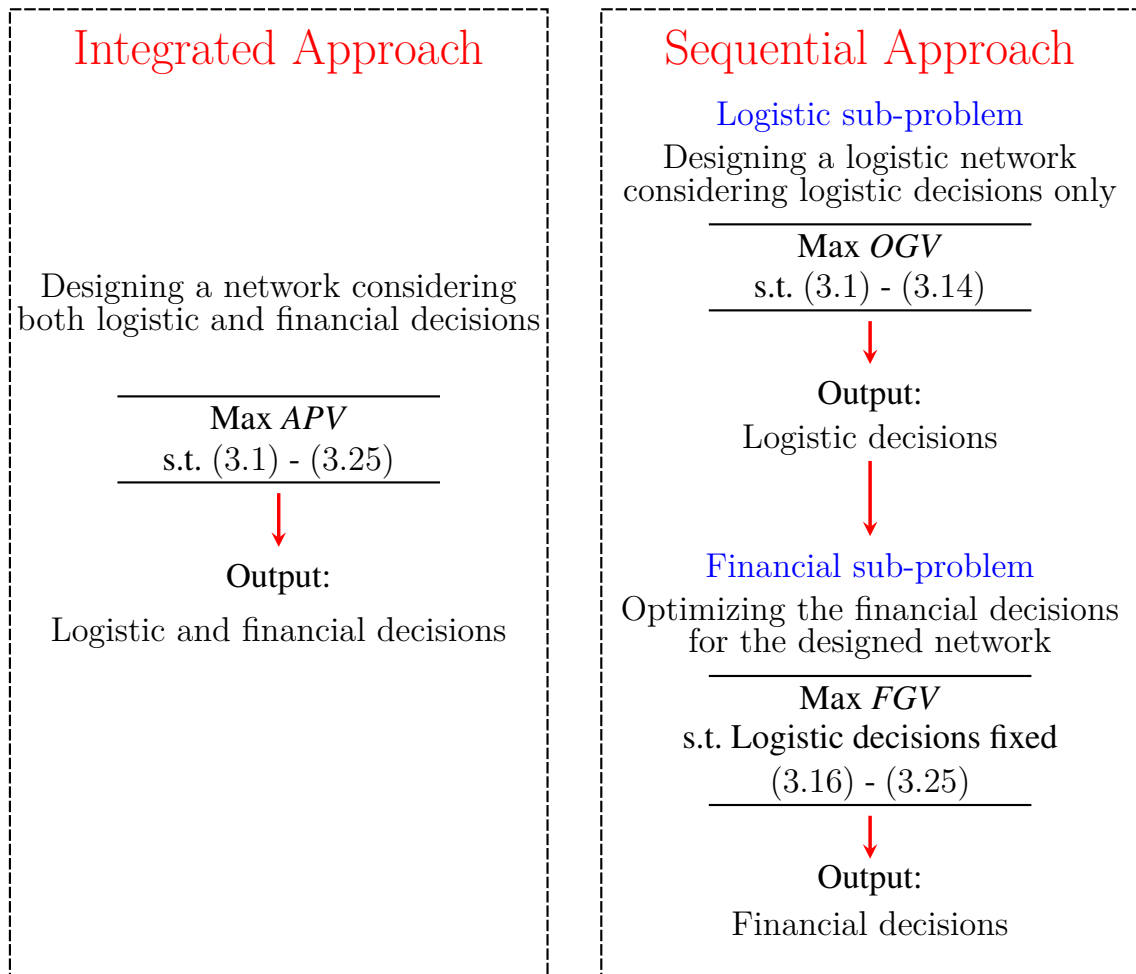 Integrated Approach
Designing a network considering
both logistic and financial decisions
Max APV
s.t. (3.1) - (3.25)
Output:
Logistic and financial decisions
Sequential Approach
Logistic sub-problem
Designing a logistic network
considering logistic decisions only
Max OGV
s.t. (3.1) - (3.14)
Output:
Logistic decisions
Financial sub-problem
Optimizing the financial decisions
for the designed network
Max FGV
s.t. Logistic decisions fixed
(3.16) - (3.25)
Output:
Financial decisions